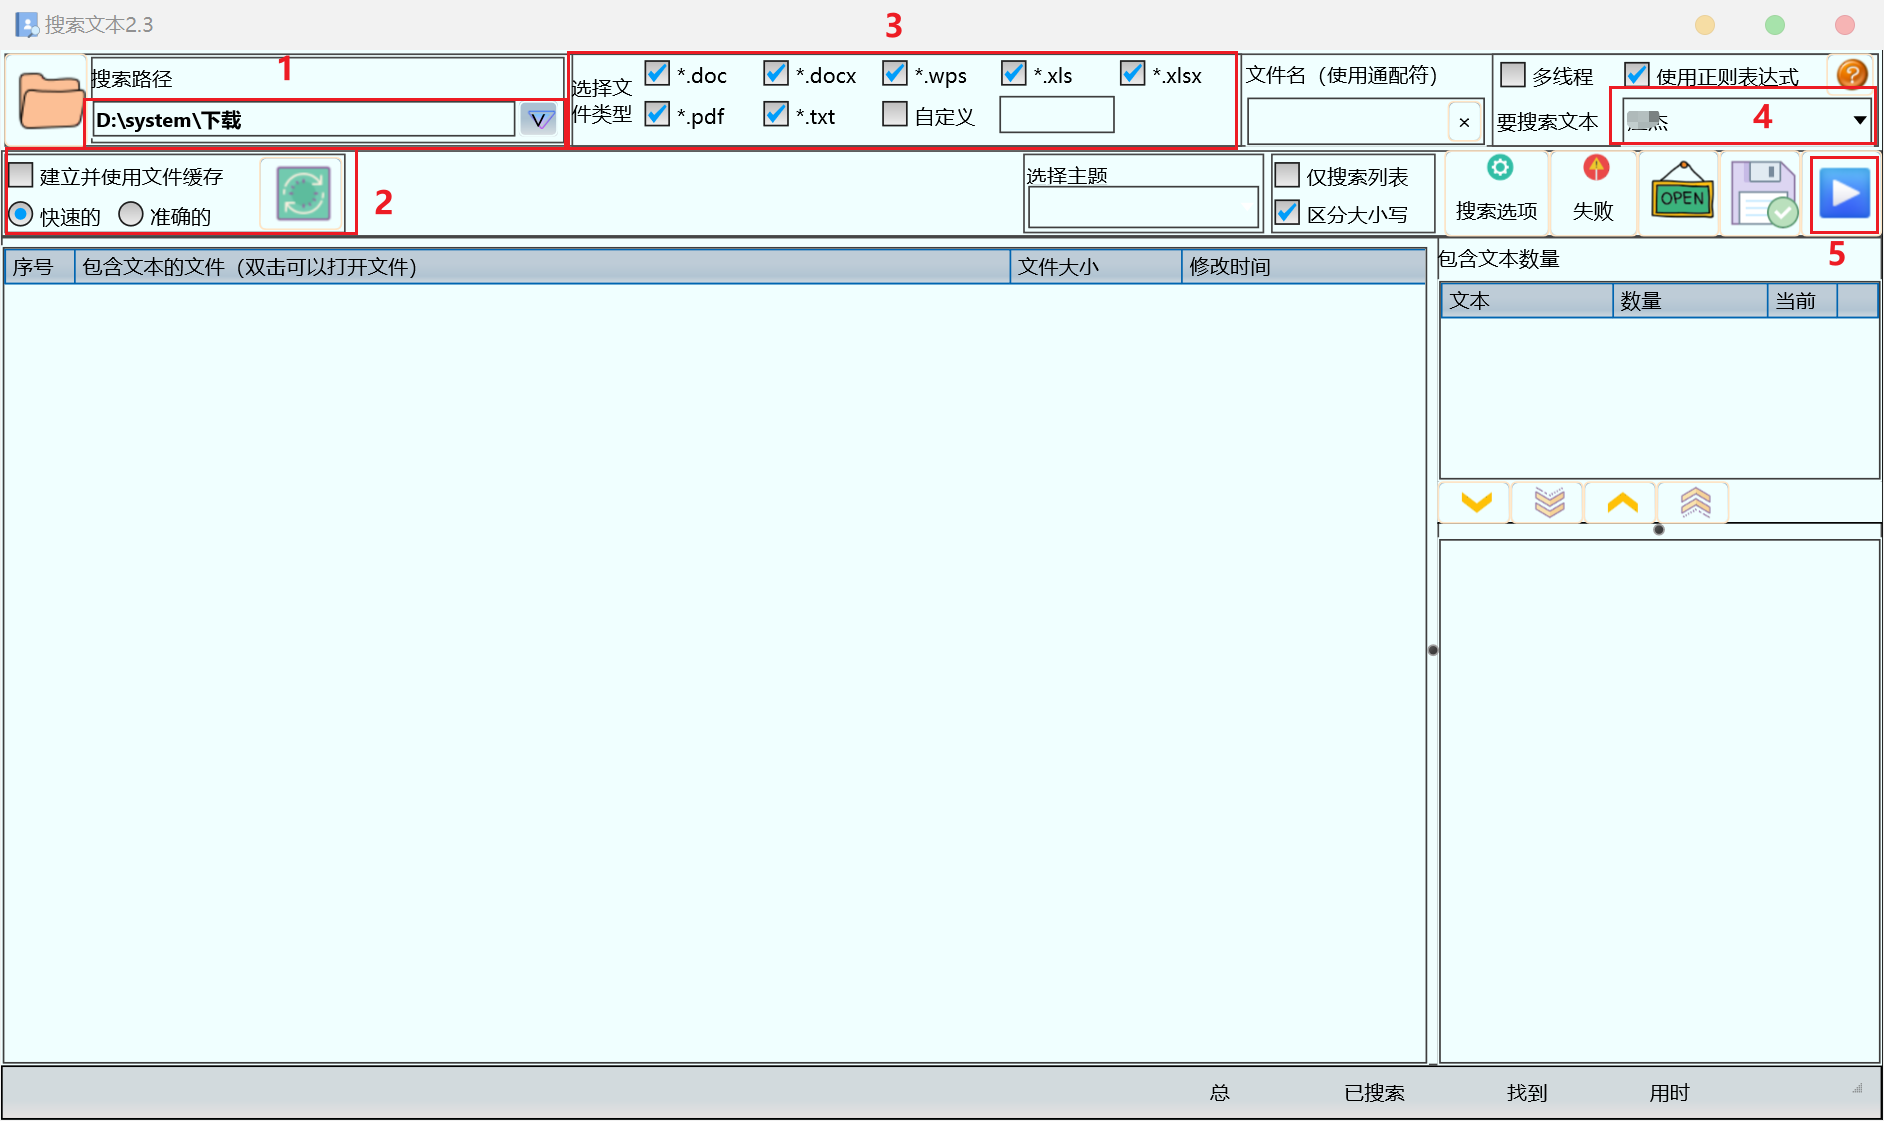 搜索文本2.3
3
1
搜索路径
D:\system\下载
选择文
件类型
*.doc
*.docx
*.wps
*.xls
*.xlsx
*.pdf
*.txt
自定义
文件名（使用通配符）
×
多线程
使用正则表达式
?
要搜索文本
杰
4
建立并使用文件缓存
快速的
准确的
2
选择主题
仅搜索列表
区分大小写
搜索选项
失败
OPEN
5
序号
包含文本的文件（双击可以打开文件）
文件大小
修改时间
包含文本数量
文本
数量
当前
总
已搜索
找到
用时